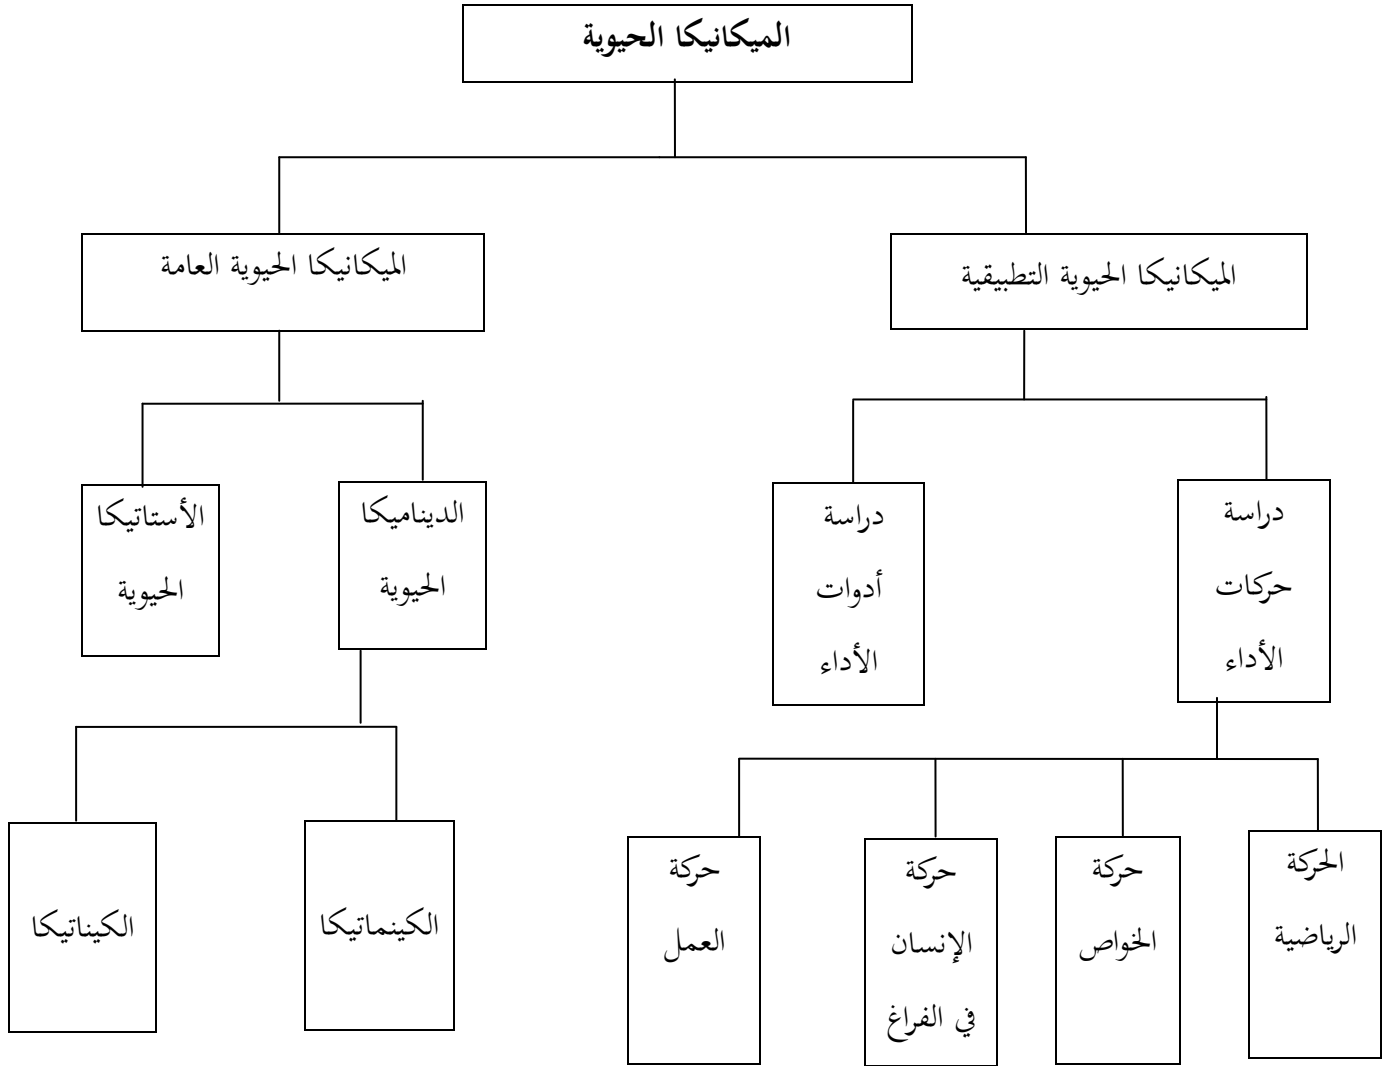 الميكانيكا الحيوية
الميكانيكا الحيوية التطبيقية
الميكانيكا الحيوية العامة
دراسة
حركات
الأداء
دراسة
أدوات
الأداء
الديناميكا
الحيوية
الأستاتيكا
الحيوية
الحركة
الرياضية
حركة
الخواص
حركة
الإنسان
في الفراغ
حركة
العمل
الكينماتيكا
الكيناتيكا